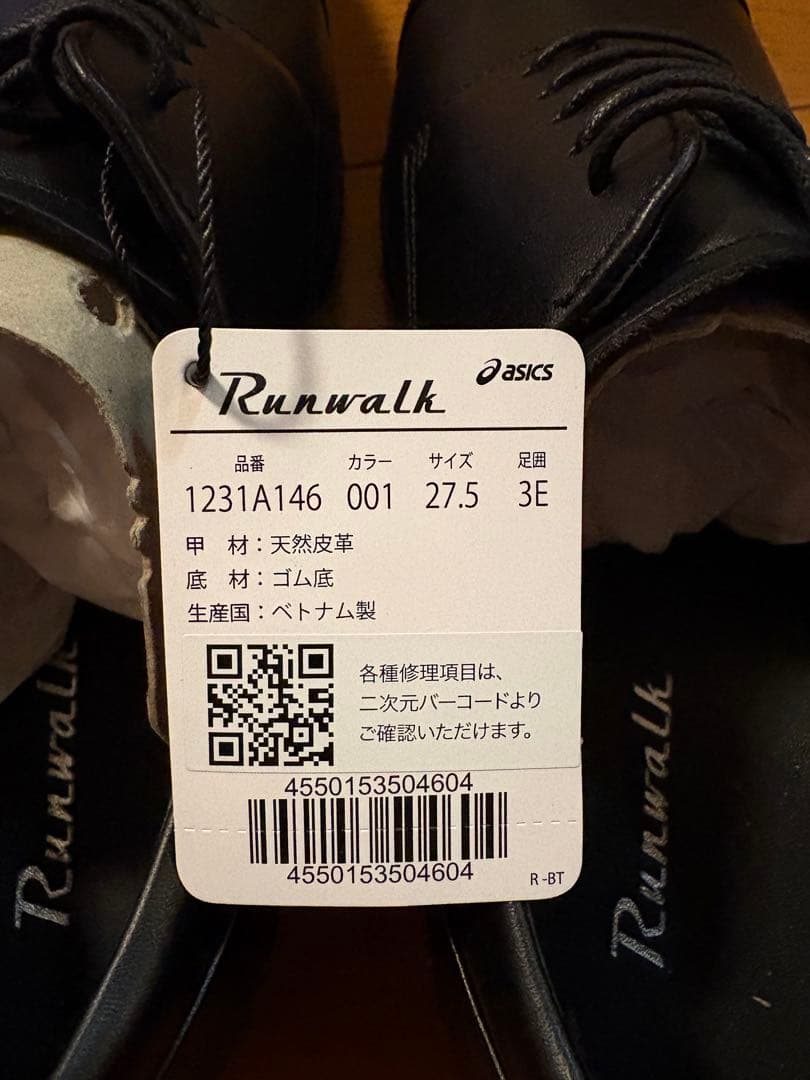 Runwalk
asics
品番 カラー サイズ 足囲
1231A146 001 27.5 3E
甲 材：天然皮革
底 材：ゴム底
生産国：ベトナム製
各種修理項目は、
二次元バーコードより
ご確認いただけます。
4550153504604
4550153504604
R-BT
Runwalk
Runwalk